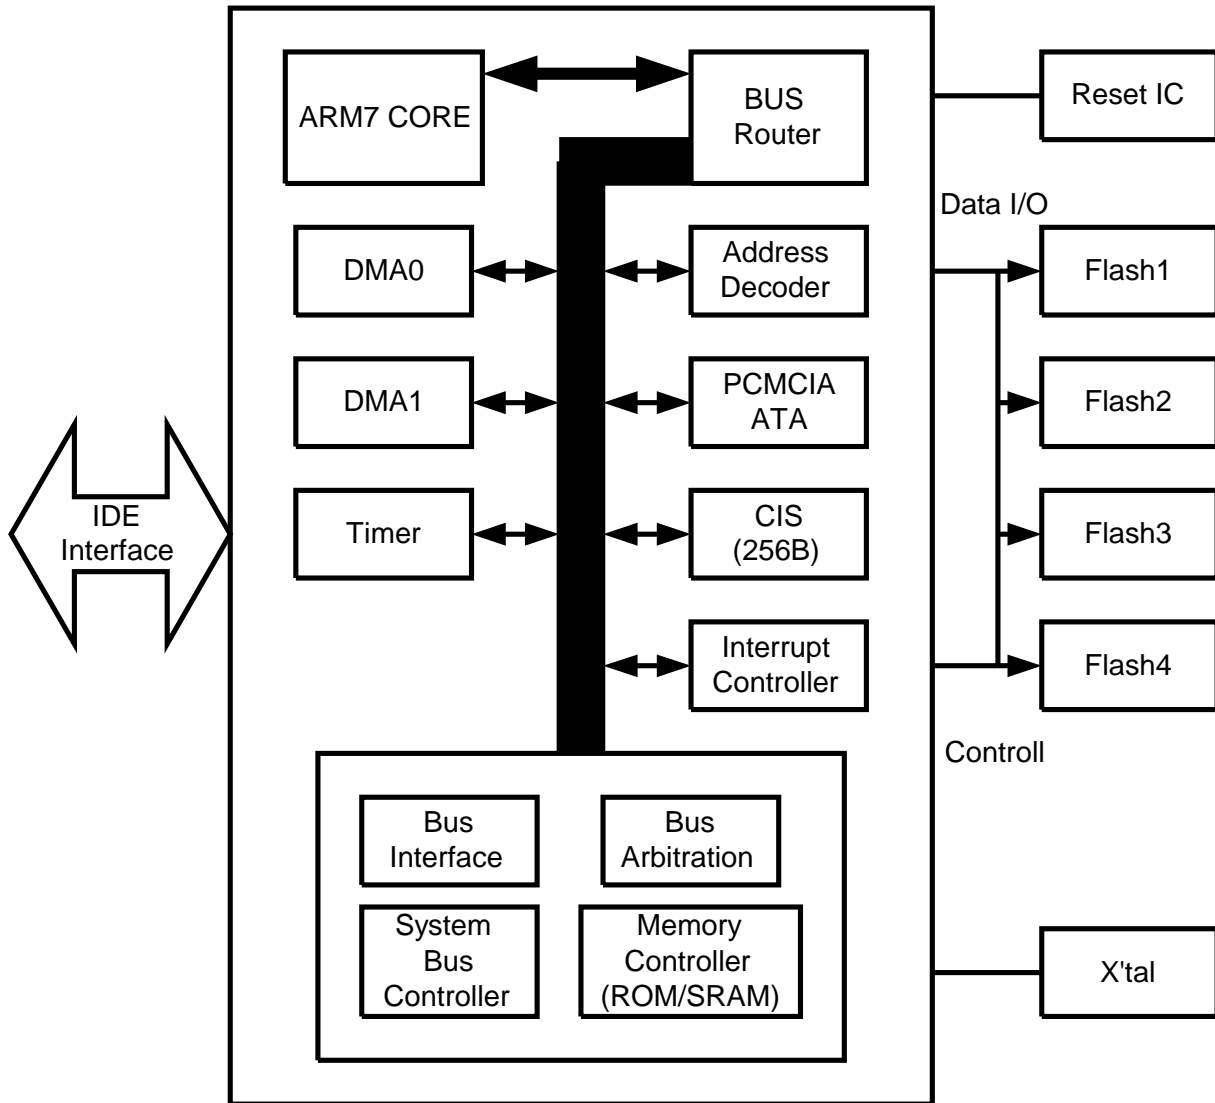 ARM7 CORE
BUS
Router
Reset IC
Data I/O
DMA0
Address
Decoder
Flash1
DMA1
PCMCIA
ATA
Flash2
IDE
Interface
Timer
CIS
(256B)
Flash3
Interrupt
Controller
Flash4
Controll
Bus
Interface
Bus
Arbitration
System
Bus
Controller
Memory
Controller
(ROM/SRAM)
X'tal